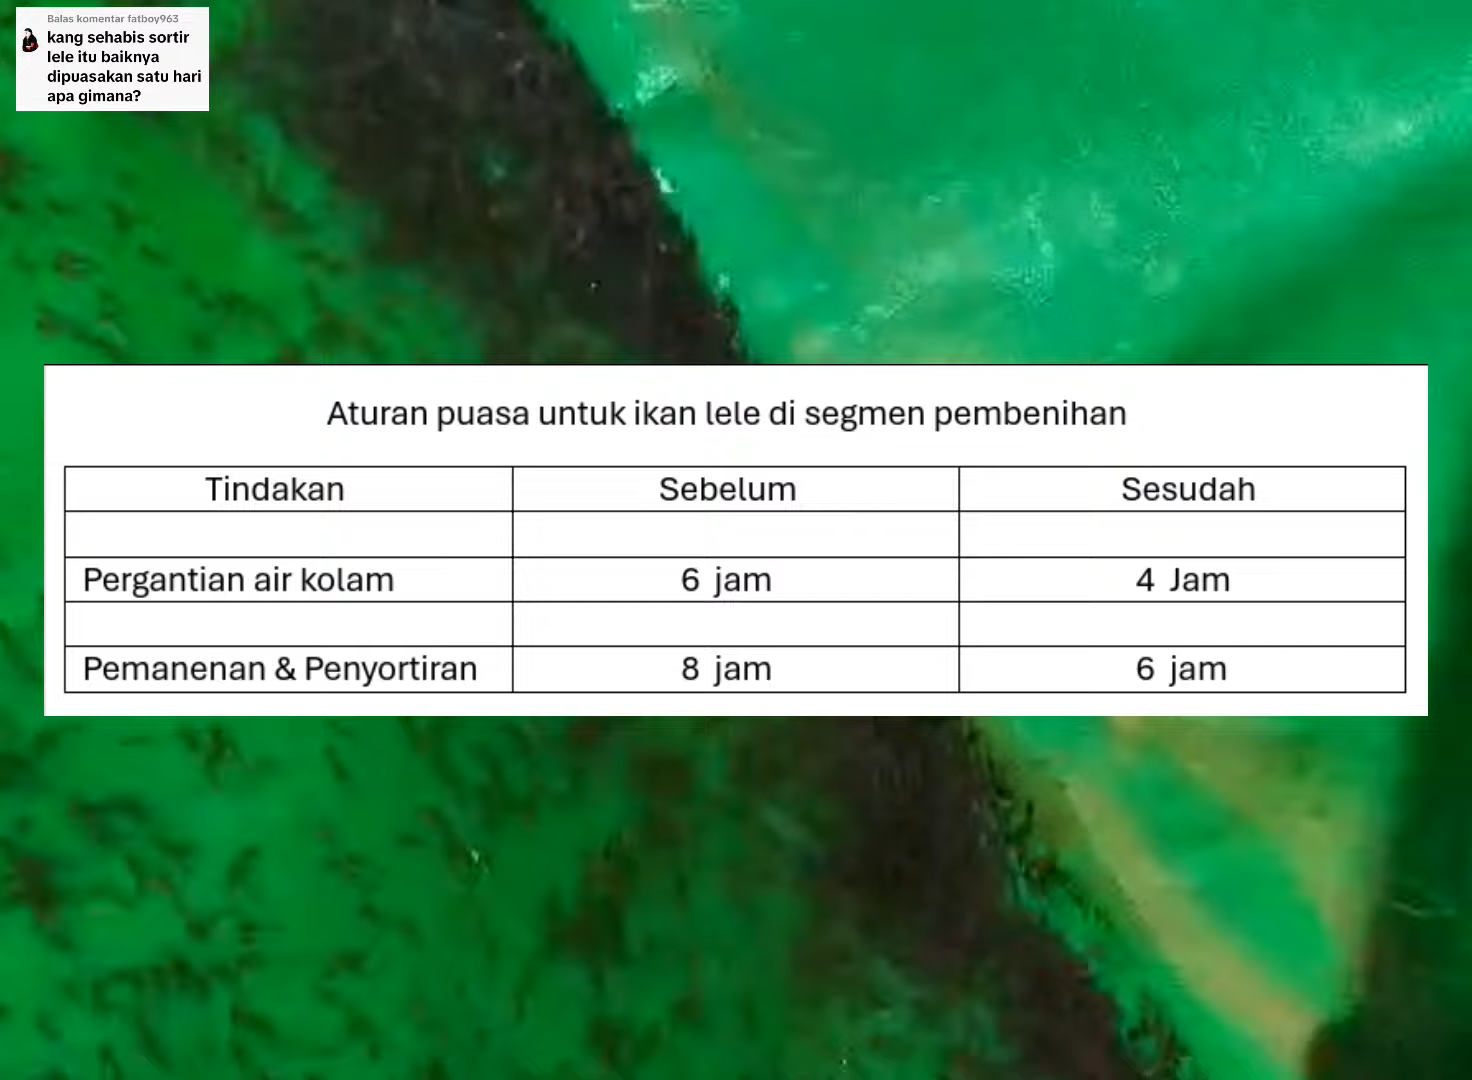 Balas komentar fatboy963
kang sehabis sortir
lele itu baiknya
dipuasakan satu hari
apa gimana?
Aturan puasa untuk ikan lele di segmen pembenihan
Tindakan Sebelum Sesudah
Pergantian air kolam 6 jam 4 Jam
Pemanenan & Penyortiran 8 jam 6 jam